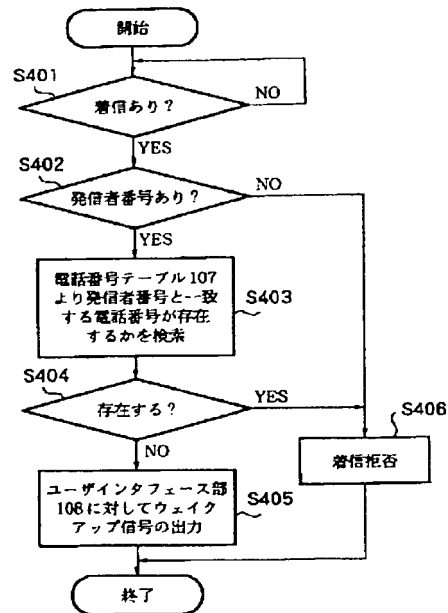 開始
S401
着信あり?
NO
YES
S402
発信者番号あり?
NO
YES
電話番号テーブル107
より発信者番号と一致
する電話番号が存在
するかを検索
S403
S404
存在する?
YES
NO
S406
着信拒否
ユーザインタフェース部
108に対してウェイク
アップ信号の出力
S405
終了